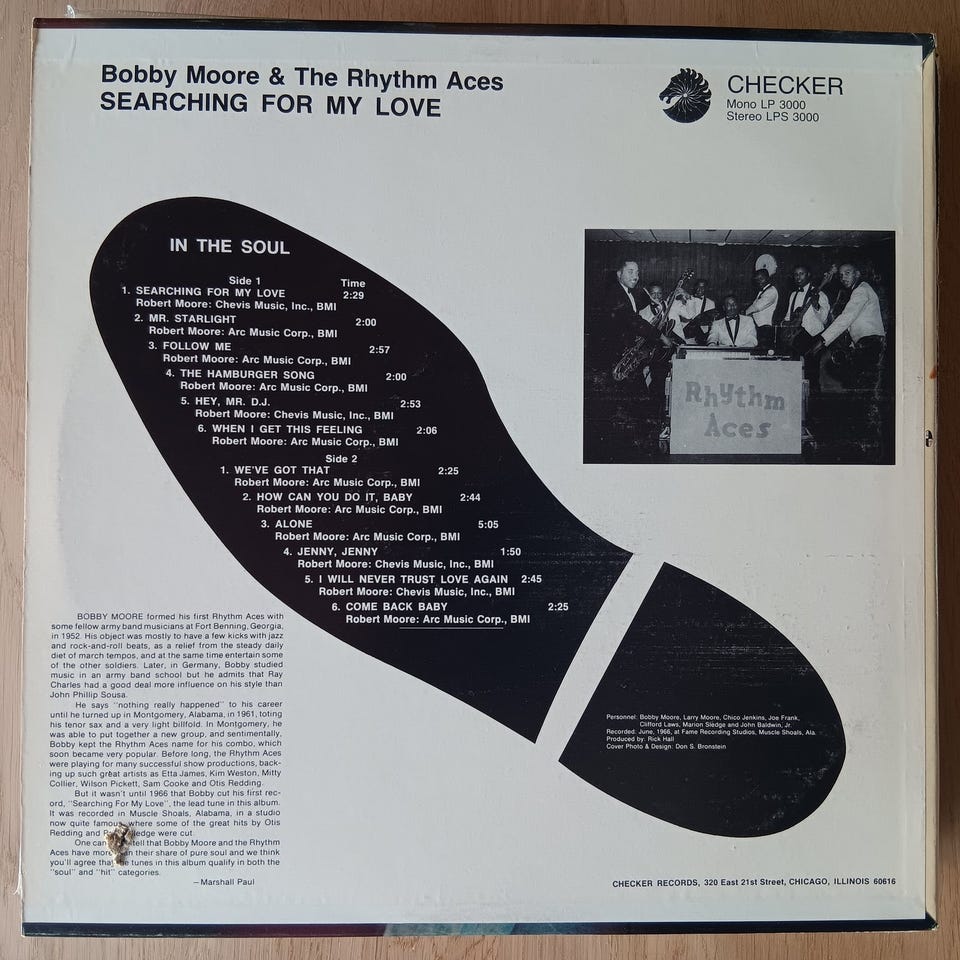 Bobby Moore & The Rhythm Aces
SEARCHING FOR MY LOVE
CHECKER
Mono LP 3000
Stereo LPS 3000
IN THE SOUL
Side 1 Time
1. SEARCHING FOR MY LOVE 2:29
Robert Moore: Chevis Music, Inc., BMI
2. MR. STARLIGHT 2:00
Robert Moore: Arc Music Corp., BMI
3. FOLLOW ME 2:57
Robert Moore: Arc Music Corp., BMI
4. THE HAMBURGER SONG 2:00
Robert Moore: Arc Music Corp., BMI
5. HEY, MR. D.J. 2:53
Robert Moore: Chevis Music, Inc., BMI
6. WHEN I GET THIS FEELING 2:06
Robert Moore: Arc Music Corp., BMI
Side 2
1. WE'VE GOT THAT 2:25
Robert Moore: Arc Music Corp., BMI
2. HOW CAN YOU DO IT, BABY 2:44
Robert Moore: Arc Music Corp., BMI
3. ALONE 5:05
Robert Moore: Arc Music Corp., BMI
4. JENNY, JENNY 1:50
Robert Moore: Chevis Music, Inc., BMI
5. I WILL NEVER TRUST LOVE AGAIN 2:45
Robert Moore: Chevis Music, Inc., BMI
6. COME BACK BABY 2:25
Robert Moore: Arc Music Corp., BMI
Rhythm
Aces
BOBBY MOORE formed his first Rhythm Aces with
some fellow army band musicians at Fort Benning, Georgia,
in 1952. His object was mostly to have a few kicks with jazz
and rock-and-roll beats, as a relief from the steady daily
diet of march tempos, and at the same time entertain some
of the other soldiers. Later, in Germany, Bobby studied
music in an army band school but he admits that Ray
Charles had a good deal more influence on his style than
John Phillip Sousa.
He says "nothing really happened" to his career
until he turned up in Montgomery, Alabama, in 1961, toting
his tenor sax and a very light billfold. In Montgomery, he
was able to put together a new group, and sentimentally,
Bobby kept the Rhythm Aces name for his combo, which
soon became very popular. Before long, the Rhythm Aces
were playing for many successful show productions, back-
ing up such great artists as Etta James, Kim Weston, Mitty
Collier, Wilson Pickett, Sam Cooke and Otis Redding.
But it wasn't until 1966 that Bobby cut his first rec-
ord, "Searching For My Love", the lead tune in this album.
It was recorded in Muscle Shoals, Alabama, in a studio
now quite famous where some of the great hits by Otis
Redding and were cut.
One can tell that Bobby Moore and the Rhythm
Aces have their share of pure soul and we think
you'll agree tunes in this album qualify in both the
"soul" and "hit" categories.
—Marshall Paul
Personnel: Bobby Moore, Larry Moore, Chico Jenkins, Joe Frank,
Clifford Laws, Marion Sledge and John Baldwin, Jr.
Recorded: June, 1966, at Fame Recording Studios, Muscle Shoals, Ala.
Produced by: Rick Hall
Cover Photo & Design: Don S. Bronstein
CHECKER RECORDS, 320 East 21st Street, CHICAGO, ILLINOIS 60616